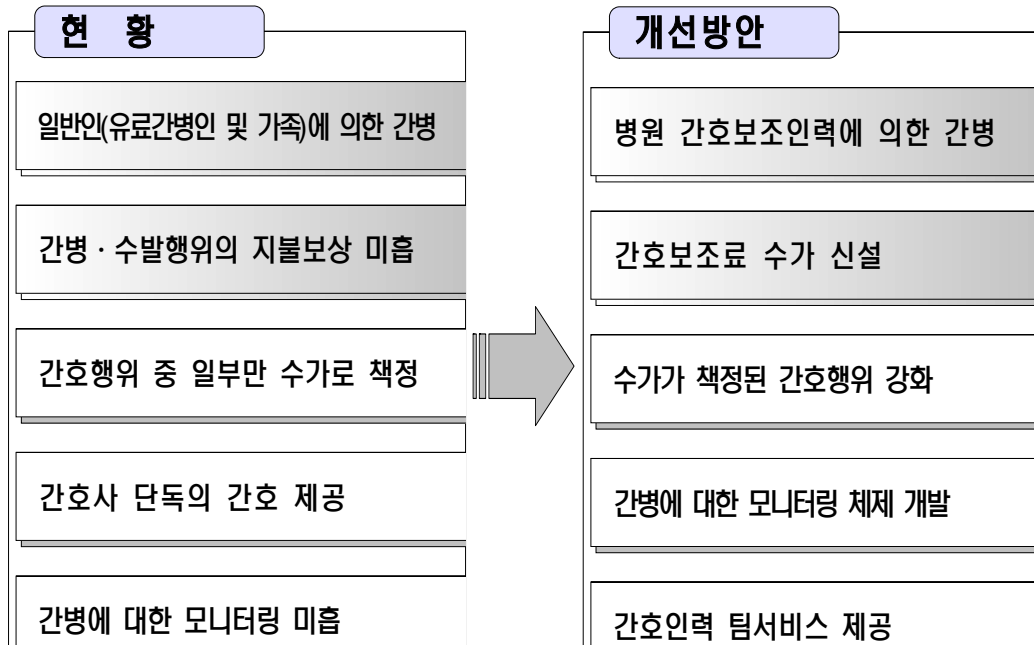 현 황
일반인(유료간병인 및 가족)에 의한 간병
간병 · 수발행위의 지불보상 미흡
간호행위 중 일부만 수가로 책정
간호사 단독의 간호 제공
간병에 대한 모니터링 미흡
개선방안
병원 간호보조인력에 의한 간병
간호보조료 수가 신설
수가가 책정된 간호행위 강화
간병에 대한 모니터링 체제 개발
간호인력 팀서비스 제공